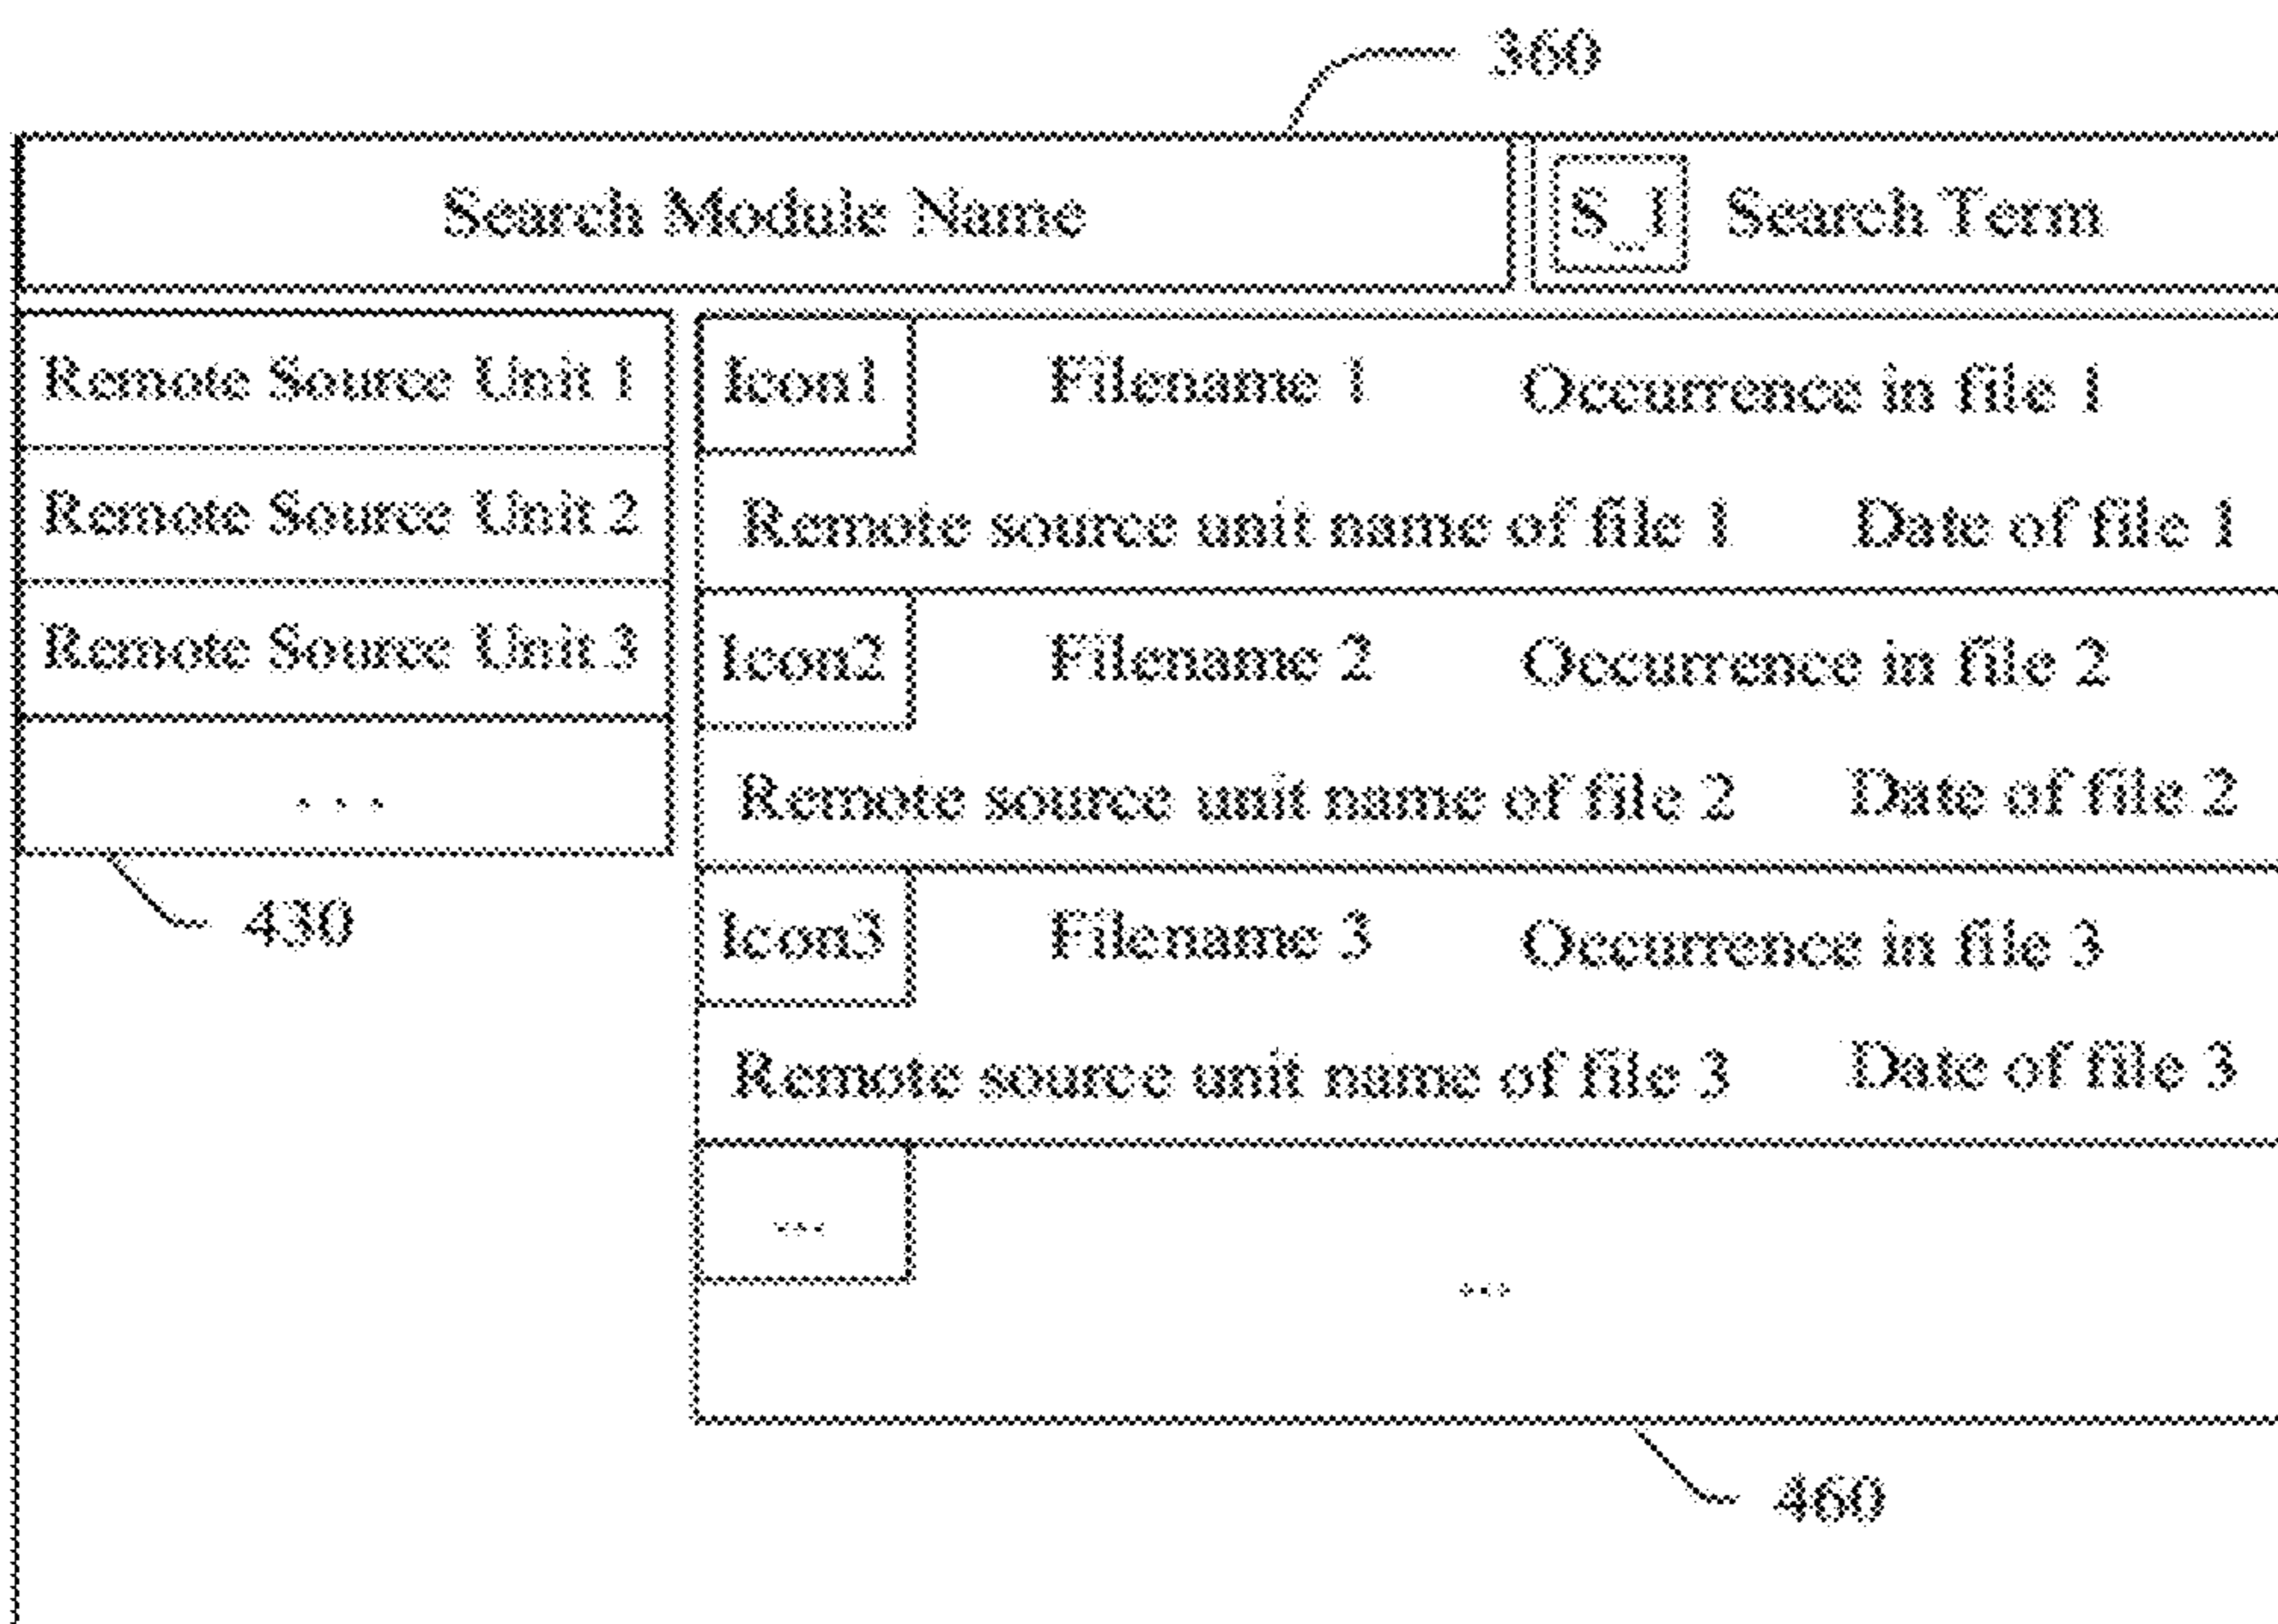 360
Search Module Name S_I Search Term
Remote Source Unit 1
Remote Source Unit 2
Remote Source Unit 3
. . .
430
Icon1 Filename 1 Occurrence in file 1
Remote source unit name of file 1 Date of file 1
Icon2 Filename 2 Occurrence in file 2
Remote source unit name of file 2 Date of file 2
Icon3 Filename 3 Occurrence in file 3
Remote source unit name of file 3 Date of file 3
...
...
460